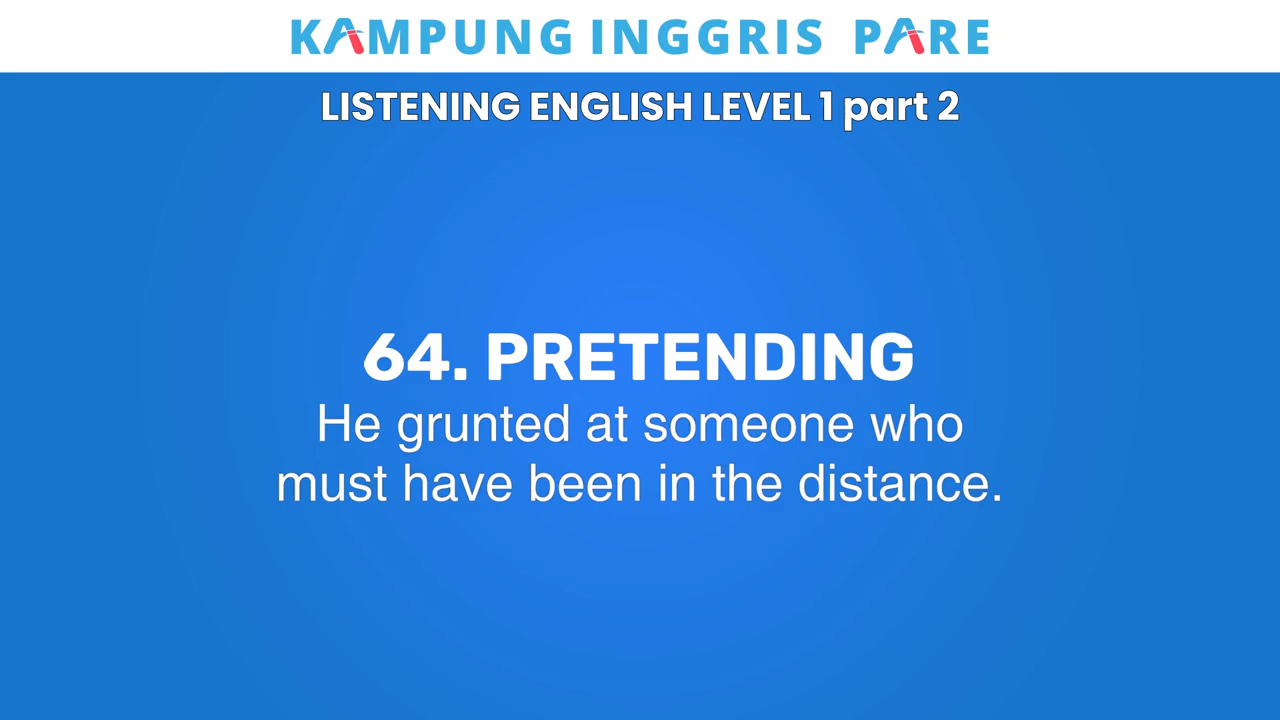 KAMPUNG INGGRIS PARE
LISTENING ENGLISH LEVEL 1 part 2
64. PRETENDING
He grunted at someone who
must have been in the distance.